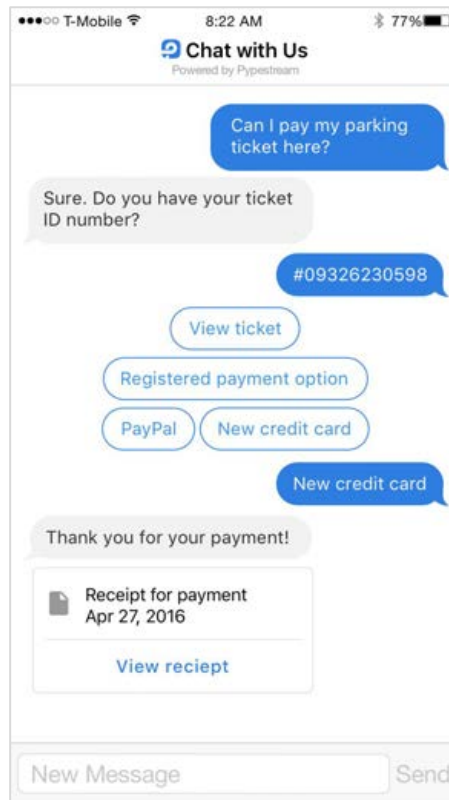 T-Mobile 8:22 AM 77%
Chat with Us
Powered by Pypestream
Can I pay my parking
ticket here?
Sure. Do you have your ticket
ID number?
#09326230598
View ticket
Registered payment option
PayPal New credit card
New credit card
Thank you for your payment!
Receipt for payment
Apr 27, 2016
View reciept
New Message Send